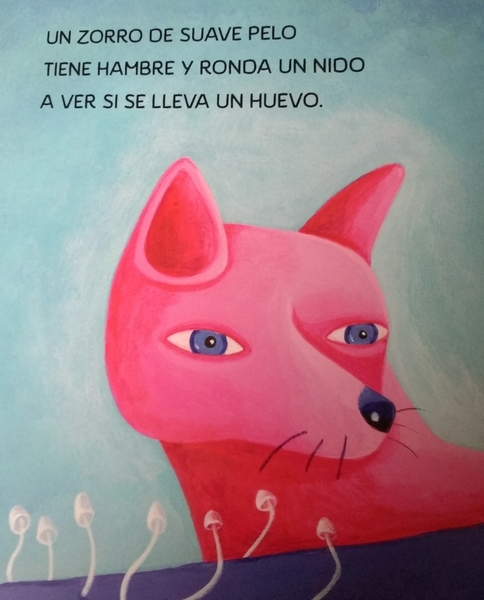 UN ZORRO DE SUAVE PELO
TIENE HAMBRE Y RONDA UN NIDO
A VER SI SE LLEVA UN HUEVO.